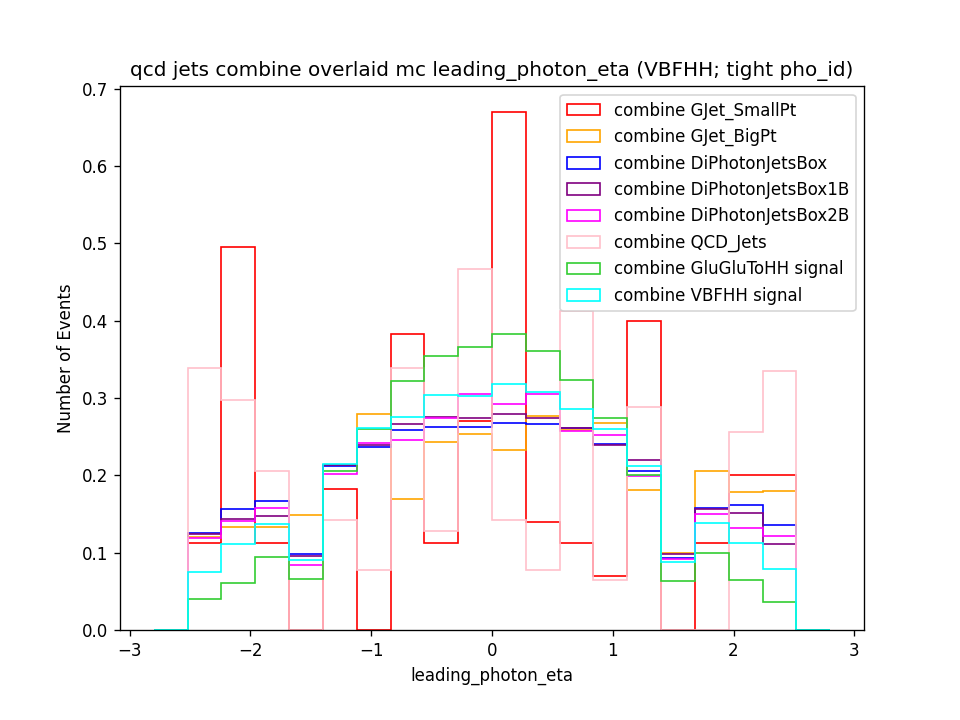 qcd jets combine overlaid mc leading_photon_eta (VBFHH; tight pho_id)
0.7
0.6
0.5
0.4
0.3
0.2
0.1
0.0
Number of Events
combine GJet_SmallPt
combine GJet_BigPt
combine DiPhotonJetsBox
combine DiPhotonJetsBox1B
combine DiPhotonJetsBox2B
combine QCD_Jets
combine GluGluToHH signal
combine VBFHH signal
−3 −2 −1 0 1 2 3
leading_photon_eta